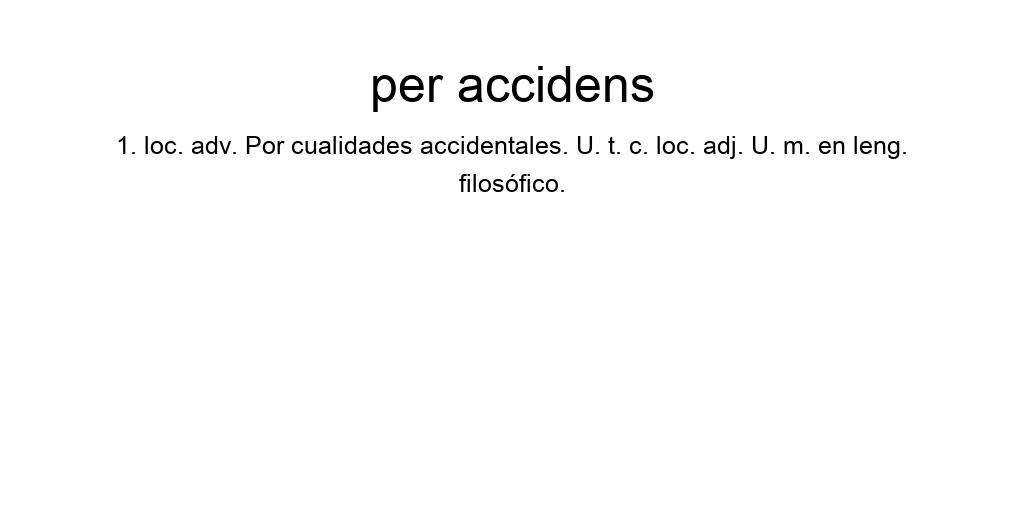 per accidens
1. loc. adv. Por cualidades accidentales. U. t. c. loc. adj. U. m. en leng.
filosófico.